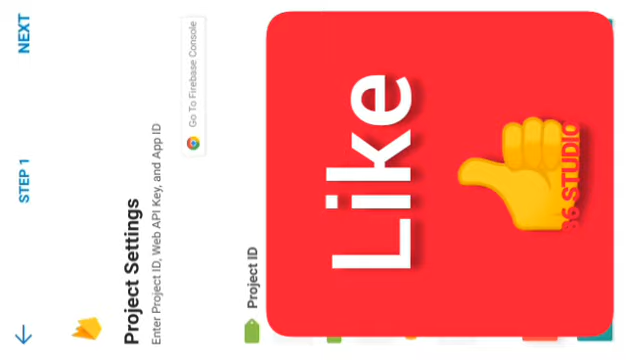 STEP 1
NEXT
Project Settings
Enter Project ID, Web API Key, and App ID
Go To Firebase Console
Project ID
Like
86 STUDIO